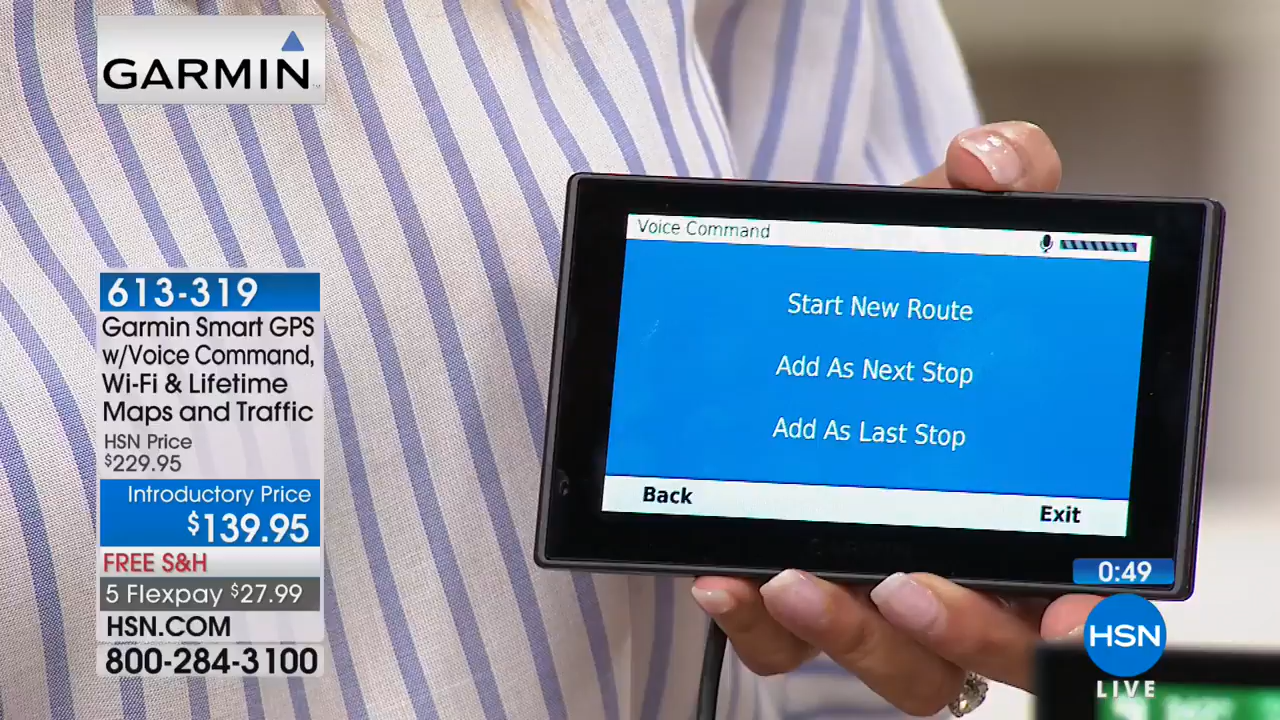 GARMIN
613-319
Garmin Smart GPS
w/Voice Command,
Wi-Fi & Lifetime
Maps and Traffic
HSN Price
$229.95
Introductory Price
$139.95
FREE S&H
5 Flexpay $27.99
HSN.COM
800-284-3100
Voice Command
Start New Route
Add As Next Stop
Add As Last Stop
Back
Exit
0:49
HSN
LIVE